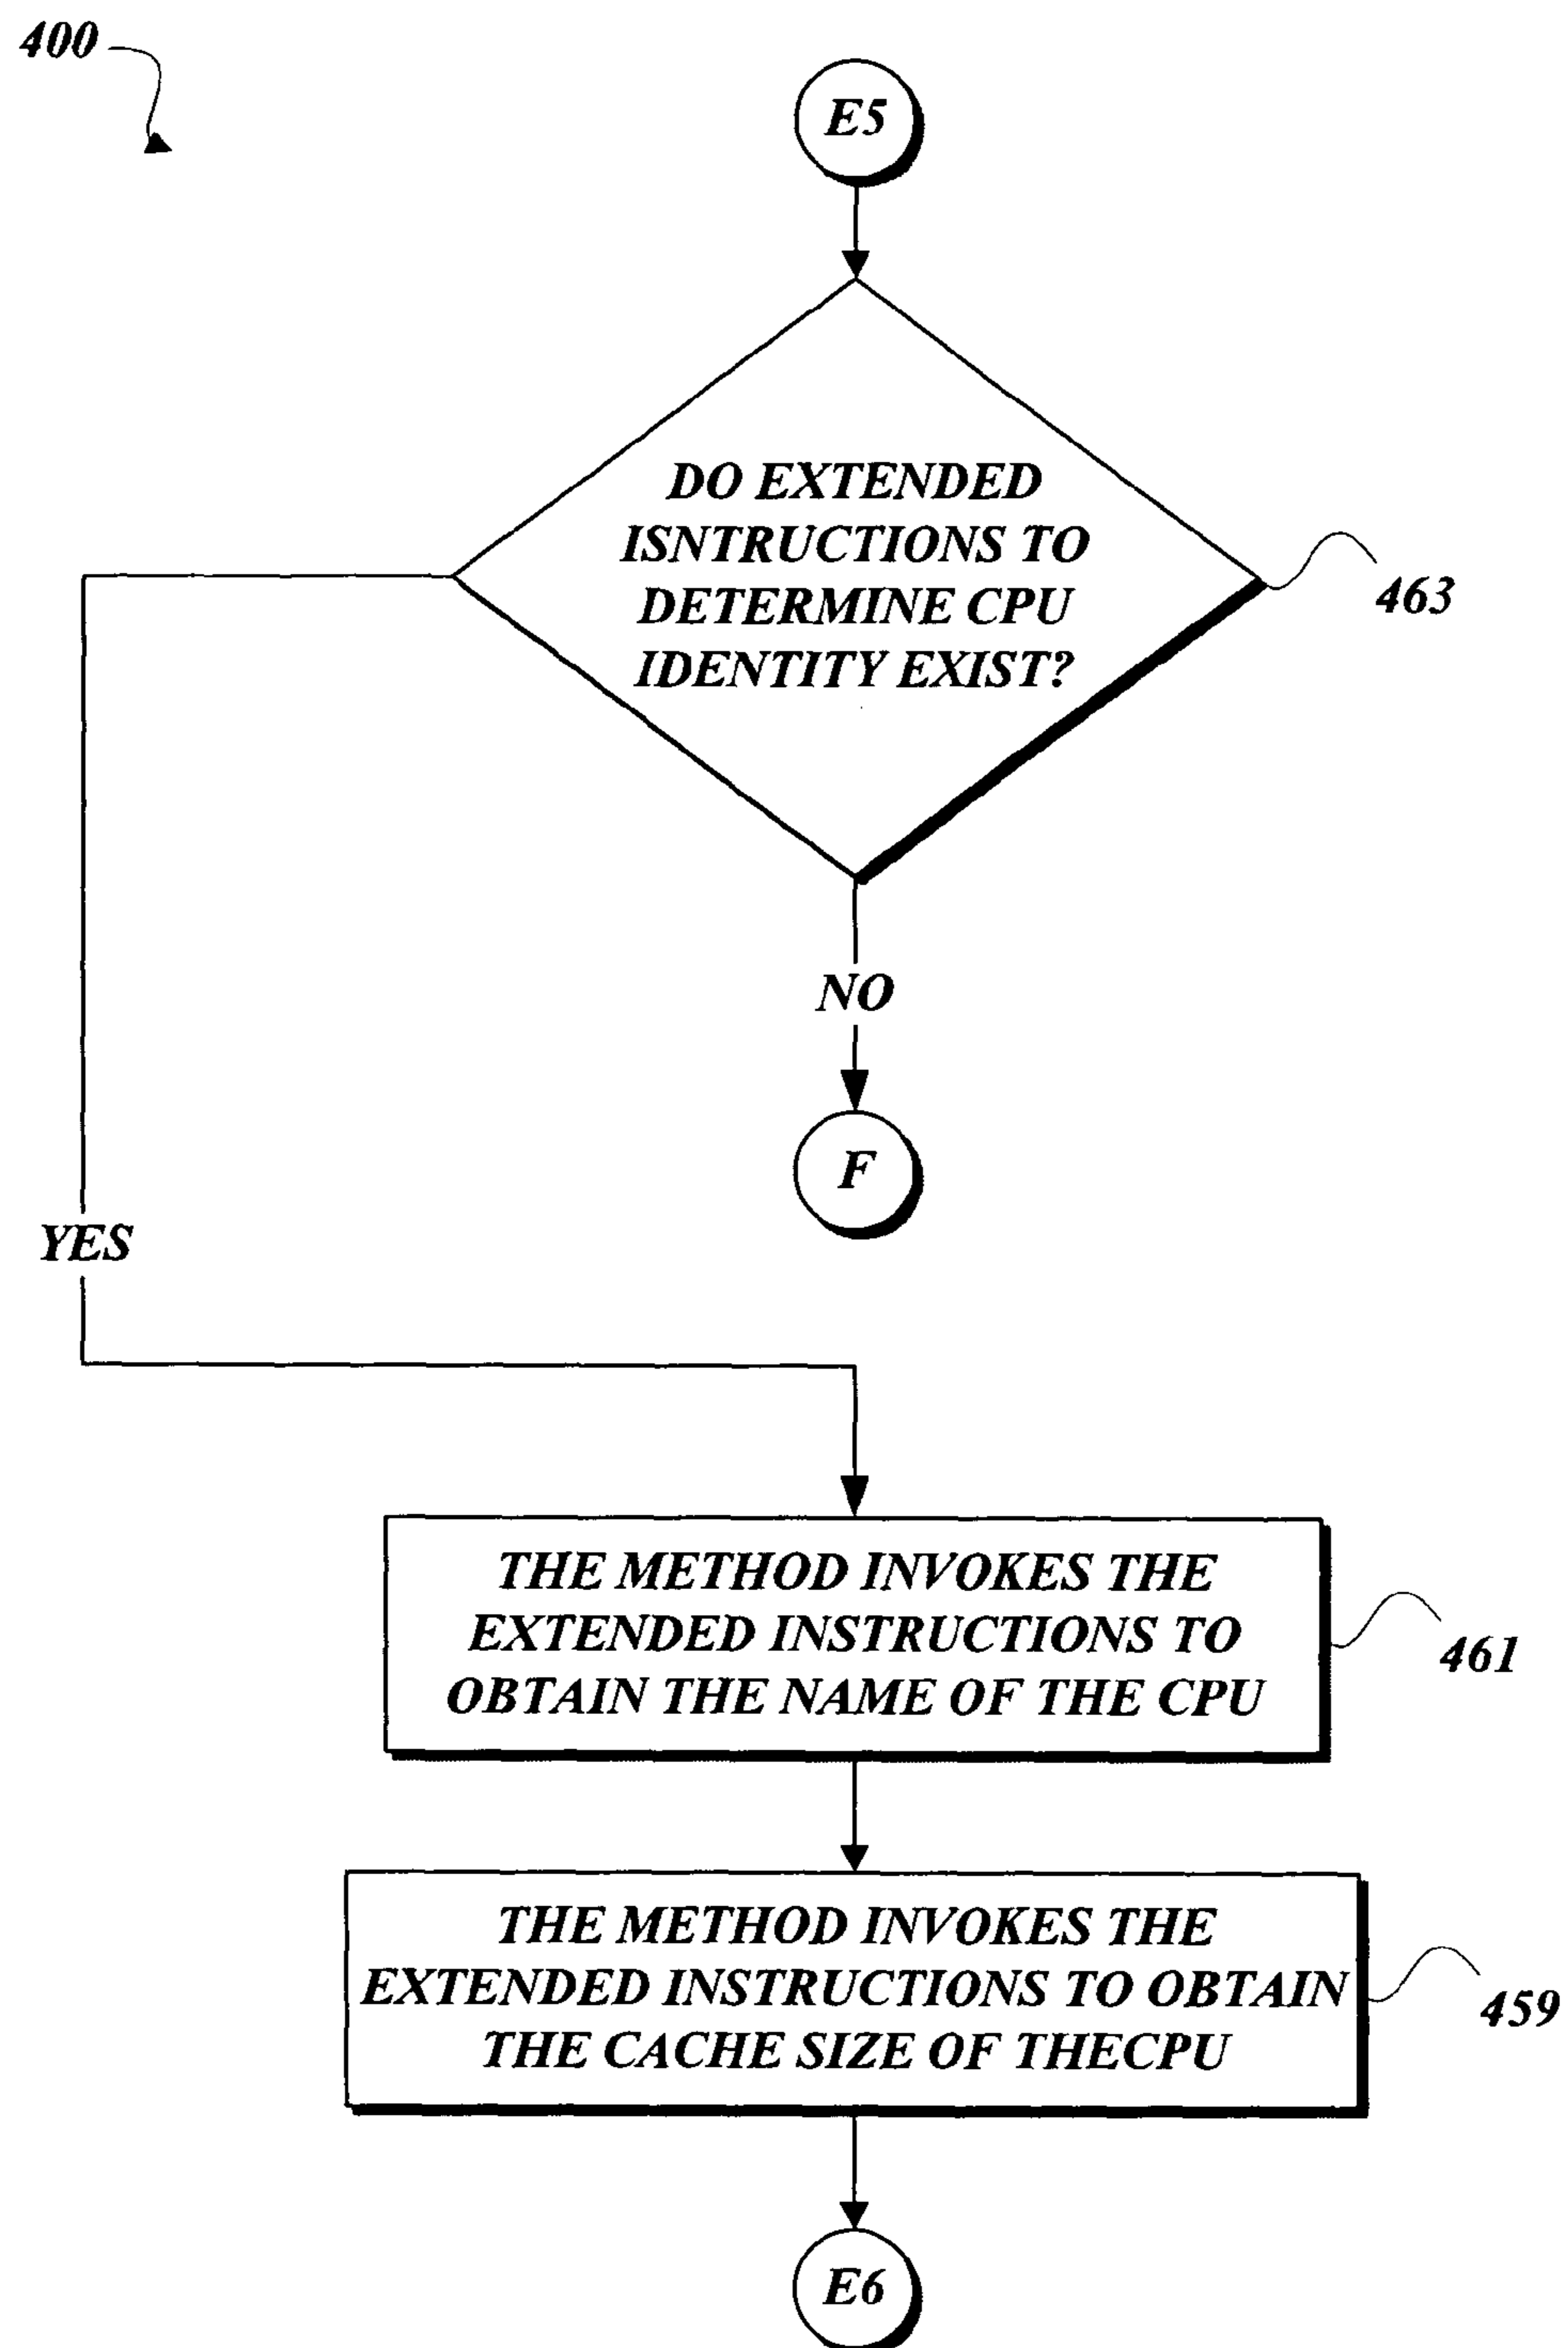 400
E5
DO EXTENDED
ISNTRUCTIONS TO
DETERMINE CPU
IDENTITY EXIST?
463
NO
F
YES
THE METHOD INVOKES THE
EXTENDED INSTRUCTIONS TO
OBTAIN THE NAME OF THE CPU
461
THE METHOD INVOKES THE
EXTENDED INSTRUCTIONS TO OBTAIN
THE CACHE SIZE OF THECPU
459
E6